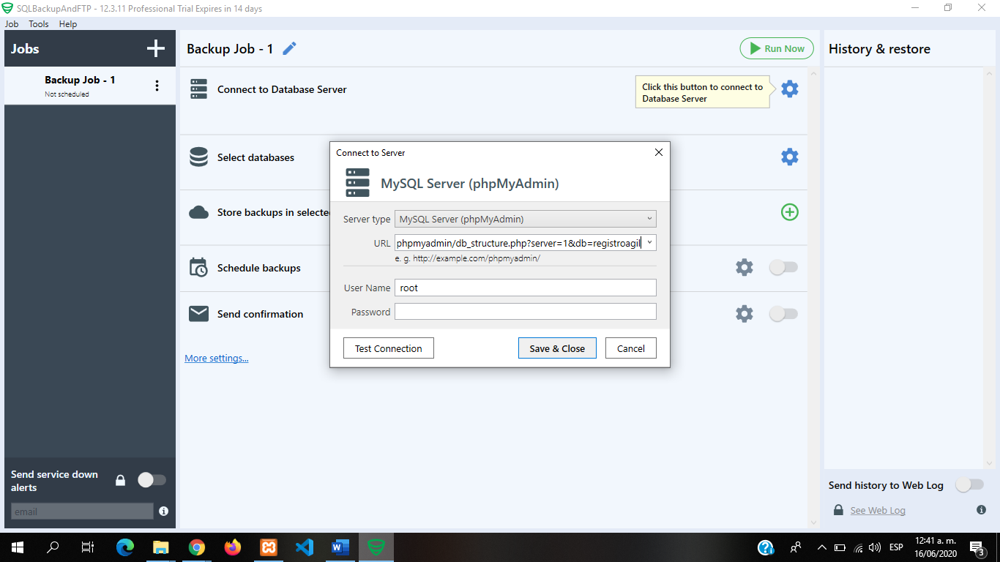 SQLBackupAndFTP - 12.3.11 Professional Trial Expires in 14 days
Job Tools Help
Jobs
Backup Job - 1
Not scheduled
Send service down
alerts
email
Backup Job - 1
Run Now
Connect to Database Server
Click this button to connect to
Database Server
Select databases
Store backups in selecte
Schedule backups
Send confirmation
More settings...
Connect to Server
MySQL Server (phpMyAdmin)
Server type MySQL Server (phpMyAdmin)
URL phpmyadmin/db_structure.php?server=1&db=registroagil
e. g. http://example.com/phpmyadmin/
User Name root
Password
Test Connection Save & Close Cancel
History & restore
Send history to Web Log
See Web Log
ESP
12:41 a. m.
16/06/2020
3